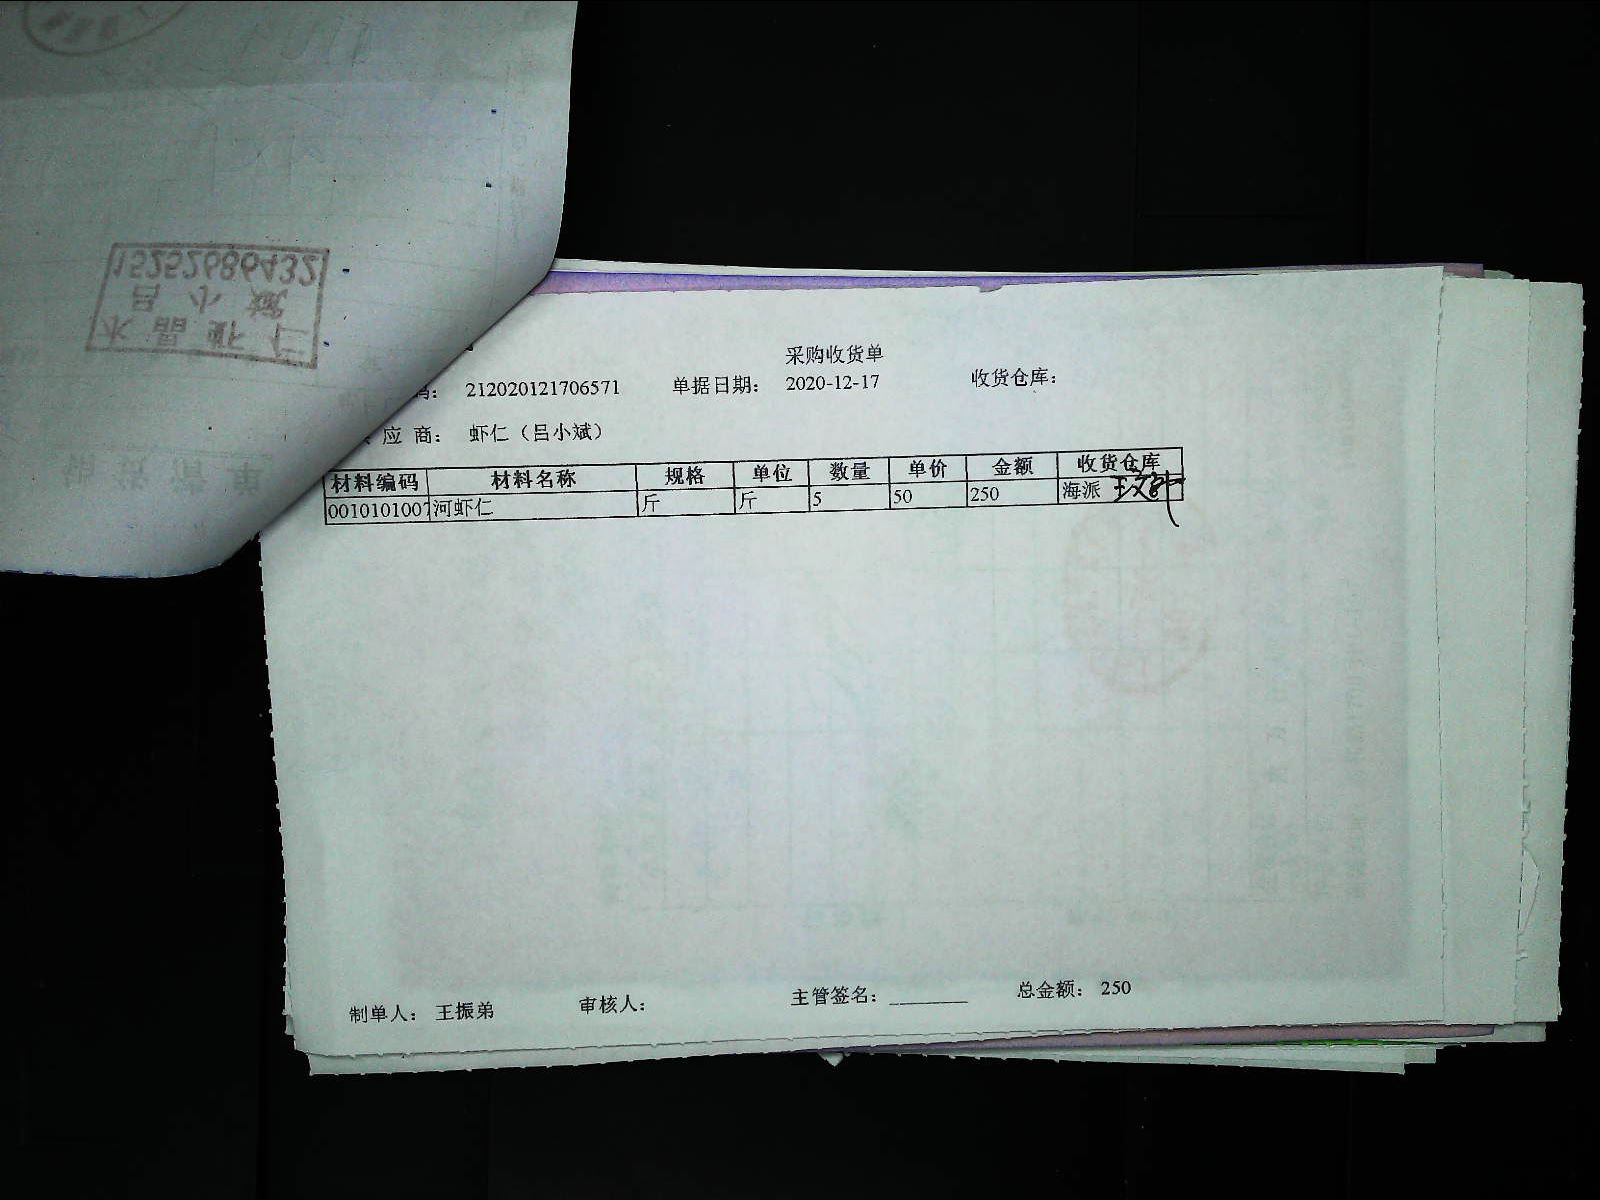 采购收货单
码： 212020121706571 单据日期： 2020-12-17 收货仓库：
应 商： 虾仁（吕小斌）
材料编码 材料名称 规格 单位 数量 单价 金额 收货仓库
0010101007 河虾仁 斤 斤 5 50 250 海派
制单人： 王振弟 审核人： 主管签名：________ 总金额： 250
15252686432